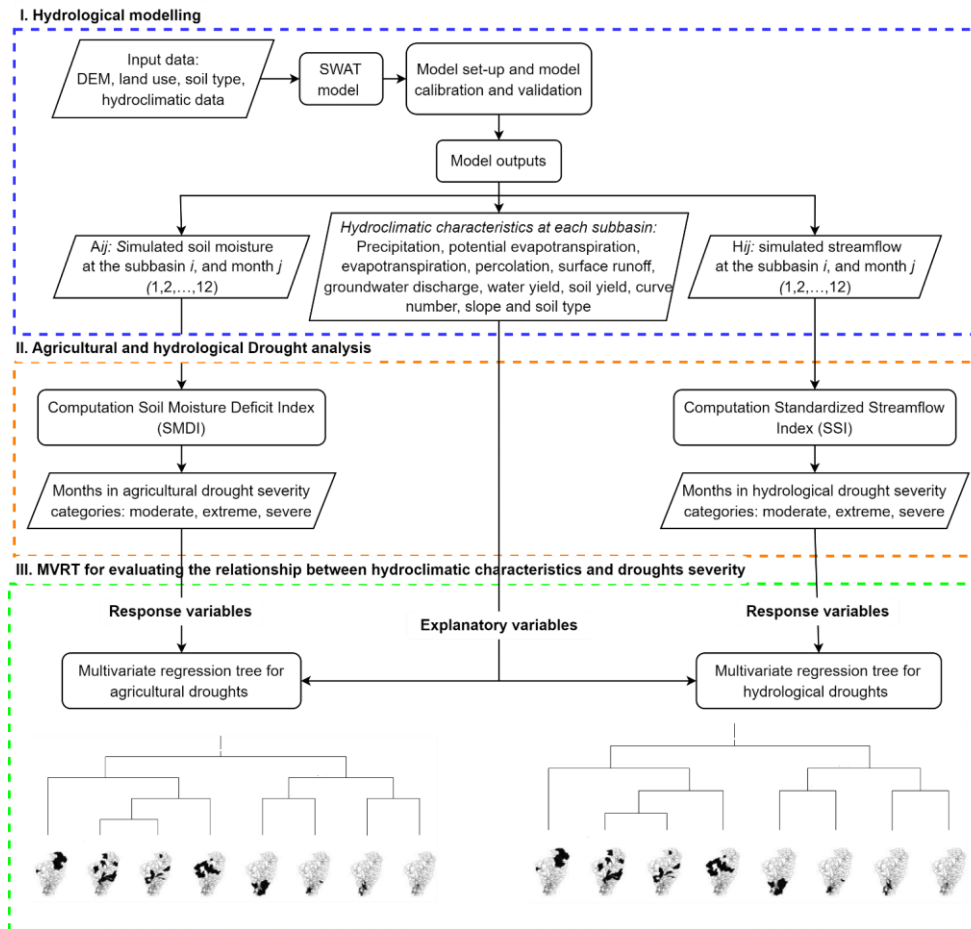 I. Hydrological modelling
Input data:
DEM, land use, soil type,
hydroclimatic data
SWAT
model
Model set-up and model
calibration and validation
Model outputs
Aij: Simulated soil moisture
at the subbasin i, and month j
(1,2,…,12)
Hydroclimatic characteristics at each subbasin:
Precipitation, potential evapotranspiration,
evapotranspiration, percolation, surface runoff,
groundwater discharge, water yield, soil yield, curve
number, slope and soil type
Hij: simulated streamflow
at the subbasin i, and month j
(1,2,…,12)
II. Agricultural and hydrological Drought analysis
Computation Soil Moisture Deficit Index
(SMDI)
Computation Standardized Streamflow
Index (SSI)
Months in agricultural drought severity
categories: moderate, extreme, severe
Months in hydrological drought severity
categories: moderate, extreme, severe
III. MVRT for evaluating the relationship between hydroclimatic characteristics and droughts severity
Response variables
Explanatory variables
Response variables
Multivariate regression tree for
agricultural droughts
Multivariate regression tree for
hydrological droughts